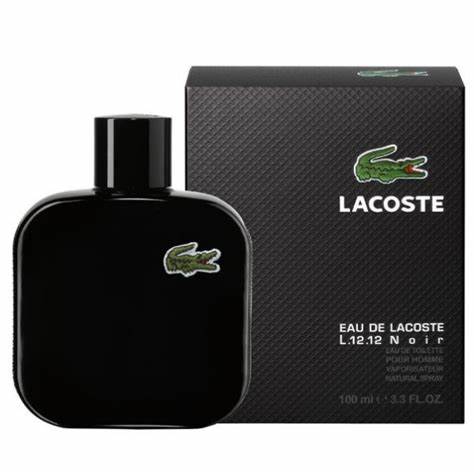 LACOSTE
EAU DE LACOSTE
L.12.12 Noir
EAU DE TOILETTE
POUR HOMME
VAPORISATEUR
NATURAL SPRAY
100 ml ℮ 3.3 FL.OZ.